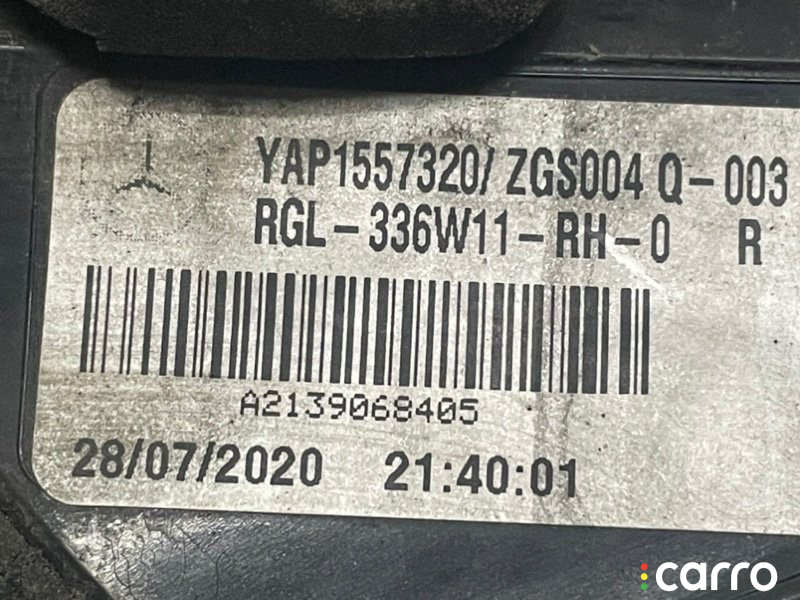 YAP1557320/ ZGS004 Q-003
RGL-336W11-RH-0 R
A2139068405
28/07/2020 21:40:01
carro